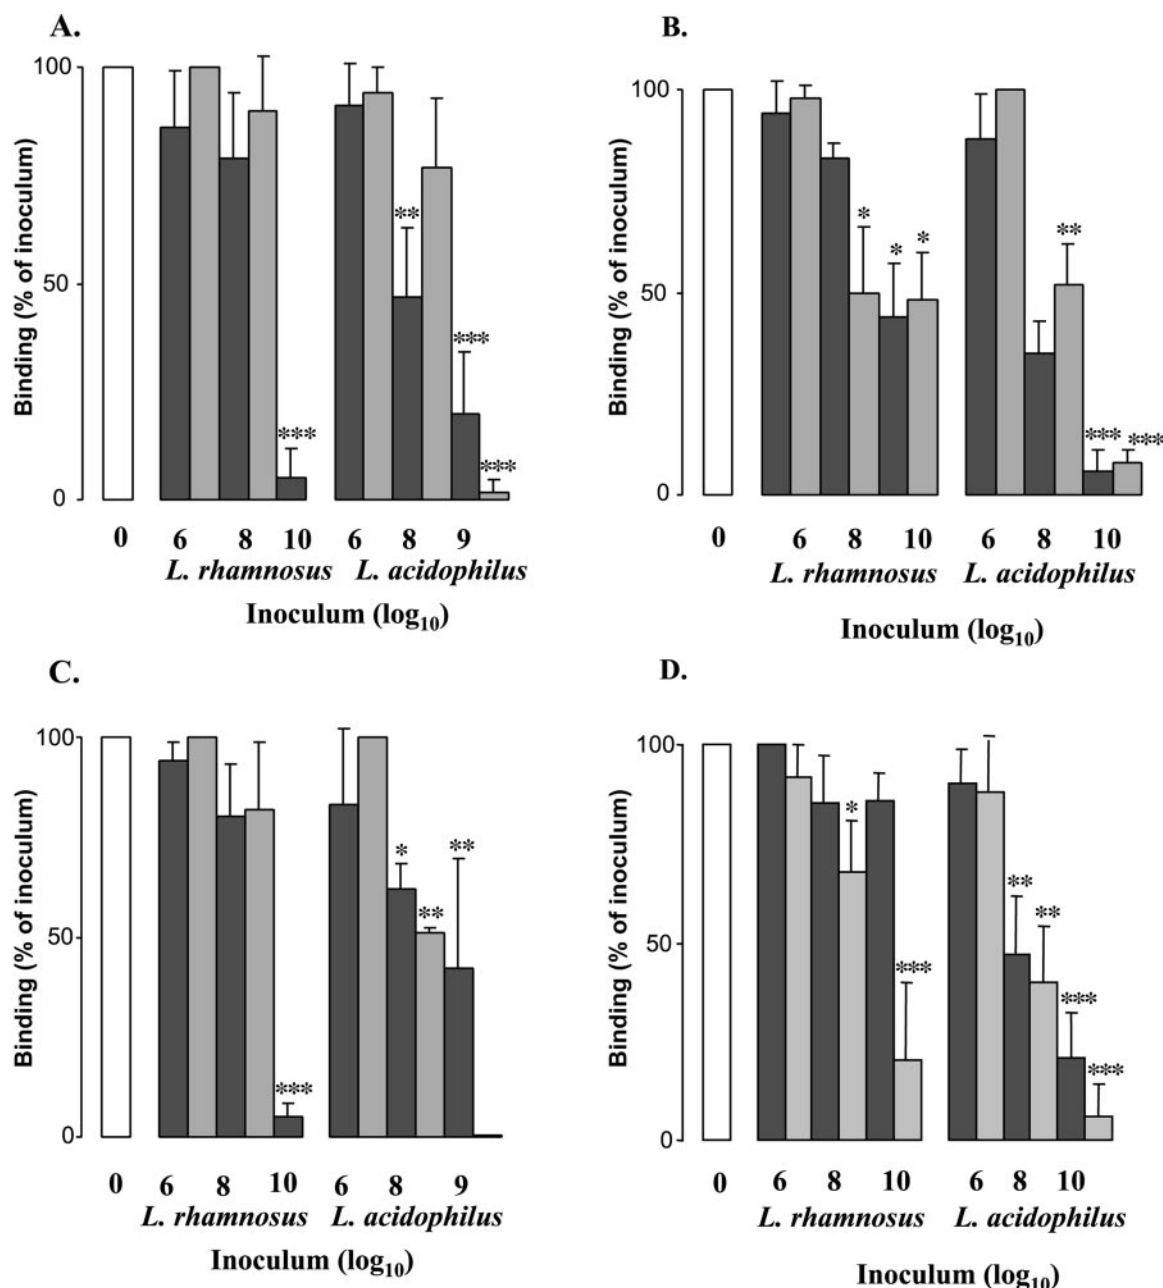 A.
100
50
0
Binding (% of inoculum)
**
***
***
***
0 6 8 10 6 8 9
L. rhamnosus L. acidophilus
Inoculum (log10)
B.
100
50
0
Binding (% of inoculum)
*
*
*
**
***
***
0 6 8 10 6 8 10
L. rhamnosus L. acidophilus
Inoculum (log10)
C.
100
50
0
Binding (% of inoculum)
***
*
**
**
0 6 8 10 6 8 9
L. rhamnosus L. acidophilus
Inoculum (log10)
D.
100
50
0
Binding (% of inoculum)
*
***
**
**
***
***
0 6 8 10 6 8 10
L. rhamnosus L. acidophilus
Inoculum (log10)